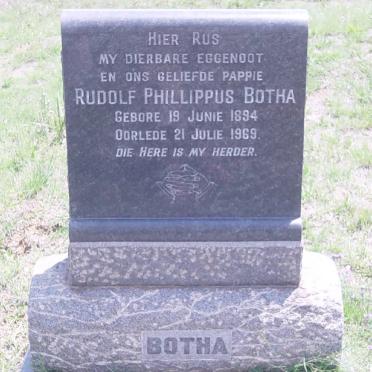 Hier Rus
my dierbare eggenoot
en ons geliefde pappie
Rudolf Phillippus Botha
Gebore 19 Junie 1894
Oorlede 21 Julie 1969.
Die Here is my herder.
BOTHA